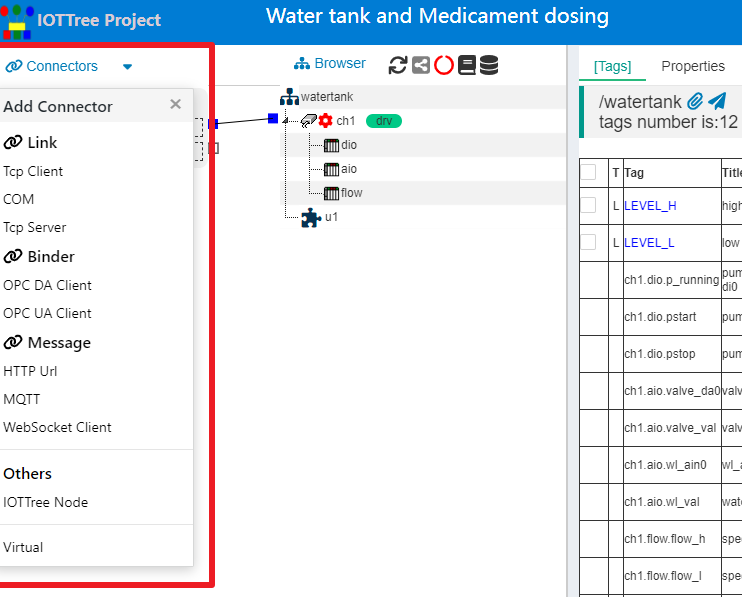 IOTTree Project
Water tank and Medicament dosing
Connectors
Add Connector
Link
Tcp Client
COM
Tcp Server
Binder
OPC DA Client
OPC UA Client
Message
HTTP Url
MQTT
WebSocket Client
Others
IOTTree Node
Virtual
Browser
watertank
ch1 drv
dio
aio
flow
u1
[Tags] Properties
/watertank
tags number is:12
T Tag Title
L LEVEL_H high
L LEVEL_L low
ch1.dio.p_running pum
di0
ch1.dio.pstart pum
ch1.dio.pstop pum
ch1.aio.valve_da0 valv
ch1.aio.valve_val valv
ch1.aio.wl_ain0 wl_a
ch1.aio.wl_val wate
ch1.flow.flow_h spe
ch1.flow.flow_l spe